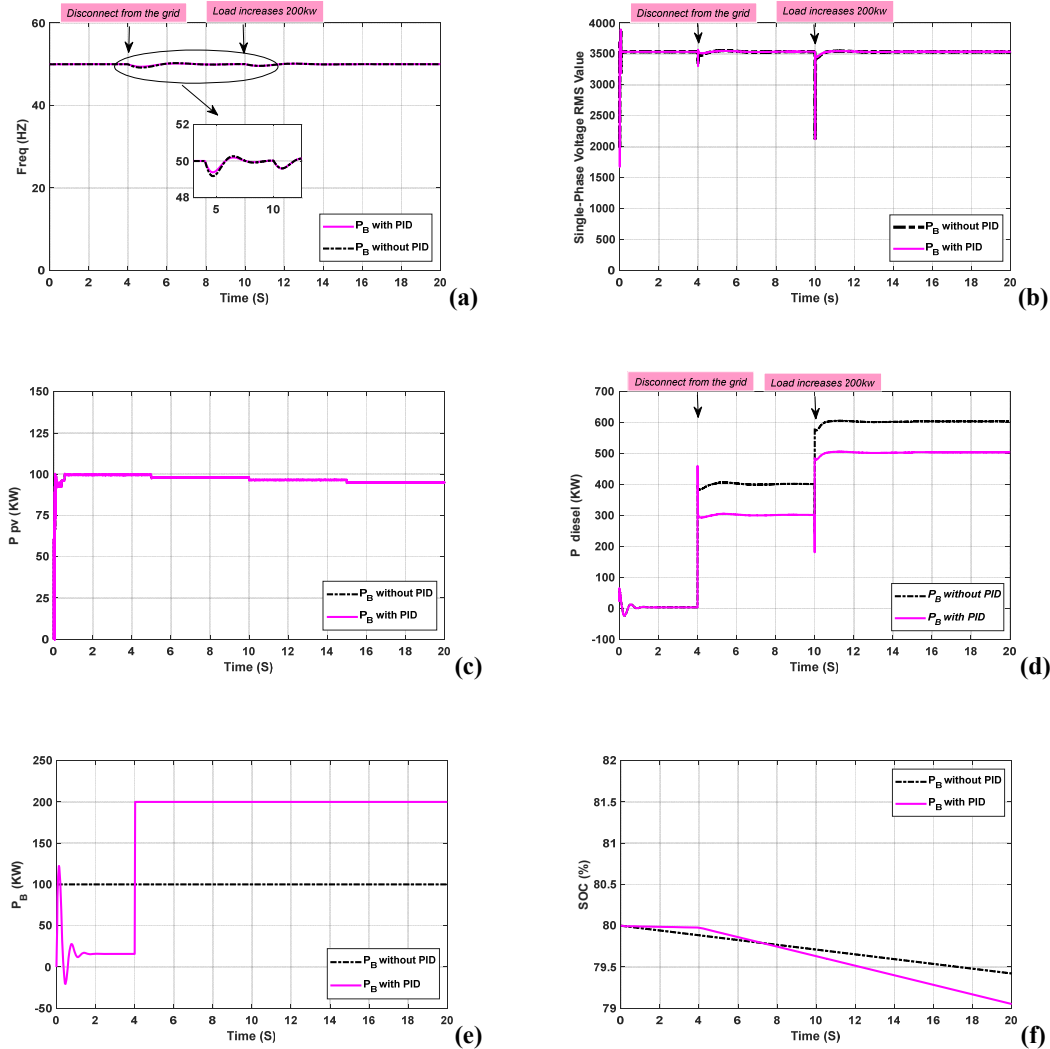 Disconnect from the grid
Load increases 200kw
60
40
20
0
Freq (HZ)
52
50
48
5
10
P_B with PID
P_B without PID
0 2 4 6 8 10 12 14 16 18 20
Time (S)
(a)
Disconnect from the grid
Load increases 200kw
4000
3500
3000
2500
2000
1500
1000
500
0
Single-Phase Voltage RMS Value
P_B without PID
P_B with PID
0 2 4 6 8 10 12 14 16 18 20
Time (s)
(b)
150
125
100
75
50
25
0
P pv (KW)
P_B without PID
P_B with PID
0 2 4 6 8 10 12 14 16 18 20
Time (S)
(c)
Disconnect from the grid
Load increases 200kw
700
600
500
400
300
200
100
0
-100
P diesel (KW)
P_B without PID
P_B with PID
0 2 4 6 8 10 12 14 16 18 20
Time (S)
(d)
250
200
150
100
50
0
-50
P_B (KW)
P_B without PID
P_B with PID
0 2 4 6 8 10 12 14 16 18 20
Time (S)
(e)
82
81.5
81
80.5
80
79.5
79
SOC (%)
P_B without PID
P_B with PID
0 2 4 6 8 10 12 14 16 18 20
Time (S)
(f)